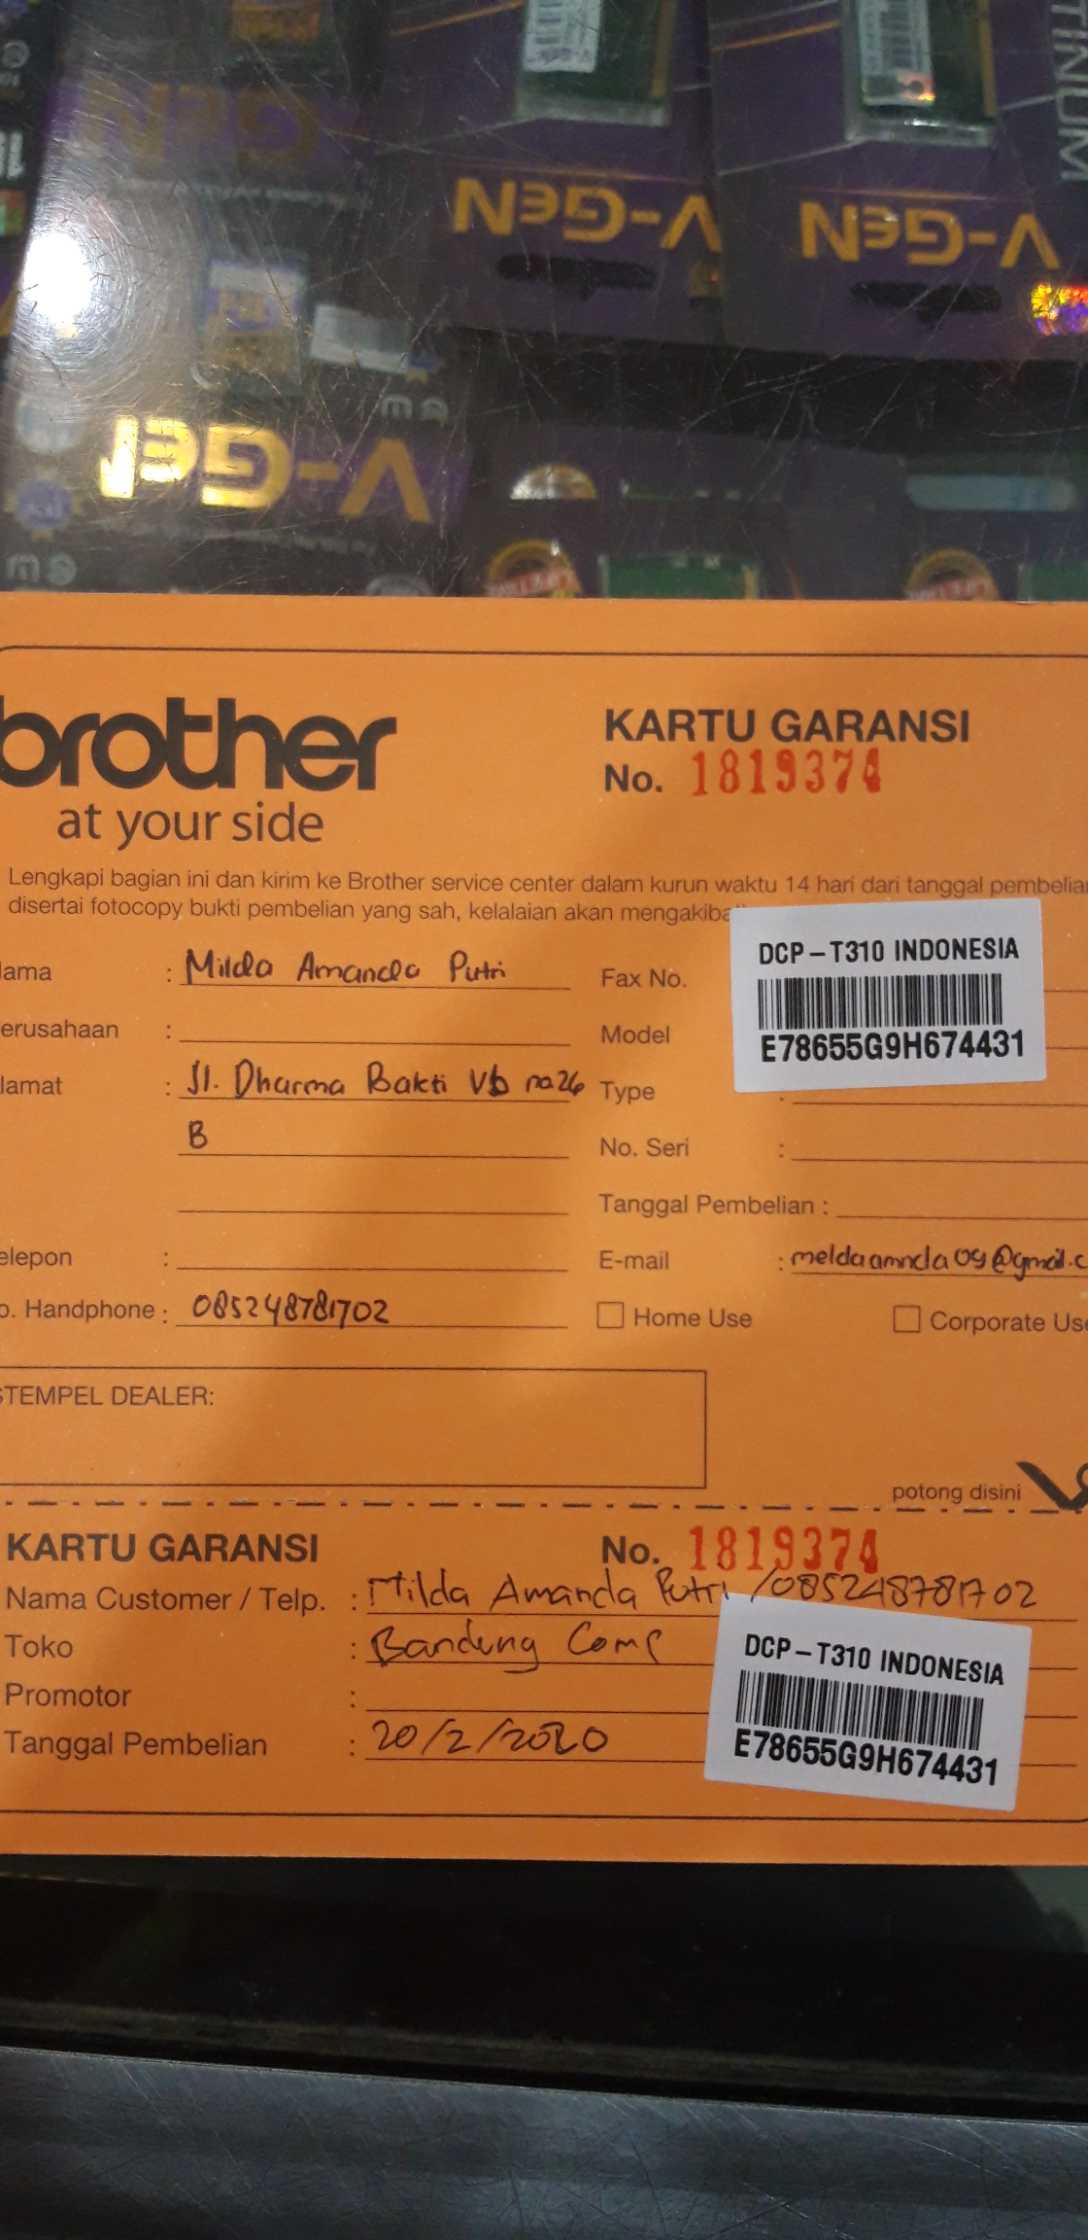 V-GeN
V-GeN
V-Ge
brother
at your side
KARTU GARANSI
No. 1819374
Lengkapi bagian ini dan kirim ke Brother service center dalam kurun waktu 14 hari dari tanggal pembelia
disertai fotocopy bukti pembelian yang sah, kelalaian akan mengakiba
ama : Milda Amanda Putri
Fax No.
DCP-T310 INDONESIA
E78655G9H674431
erusahaan :
Model
lamat : Jl. Dharma Bakti Vb no 26
Type :
B
No. Seri :
Tanggal Pembelian :
elepon :
E-mail : meldaamnda09@gmail.c
o. Handphone : 085248781702
Home Use
Corporate Use
STEMPEL DEALER:
potong disini
KARTU GARANSI No. 1819374
Nama Customer / Telp. : Milda Amanda Putri /085248781702
Toko : Bandung Comp
DCP-T310 INDONESIA
E78655G9H674431
Promotor :
Tanggal Pembelian : 20/2/2020